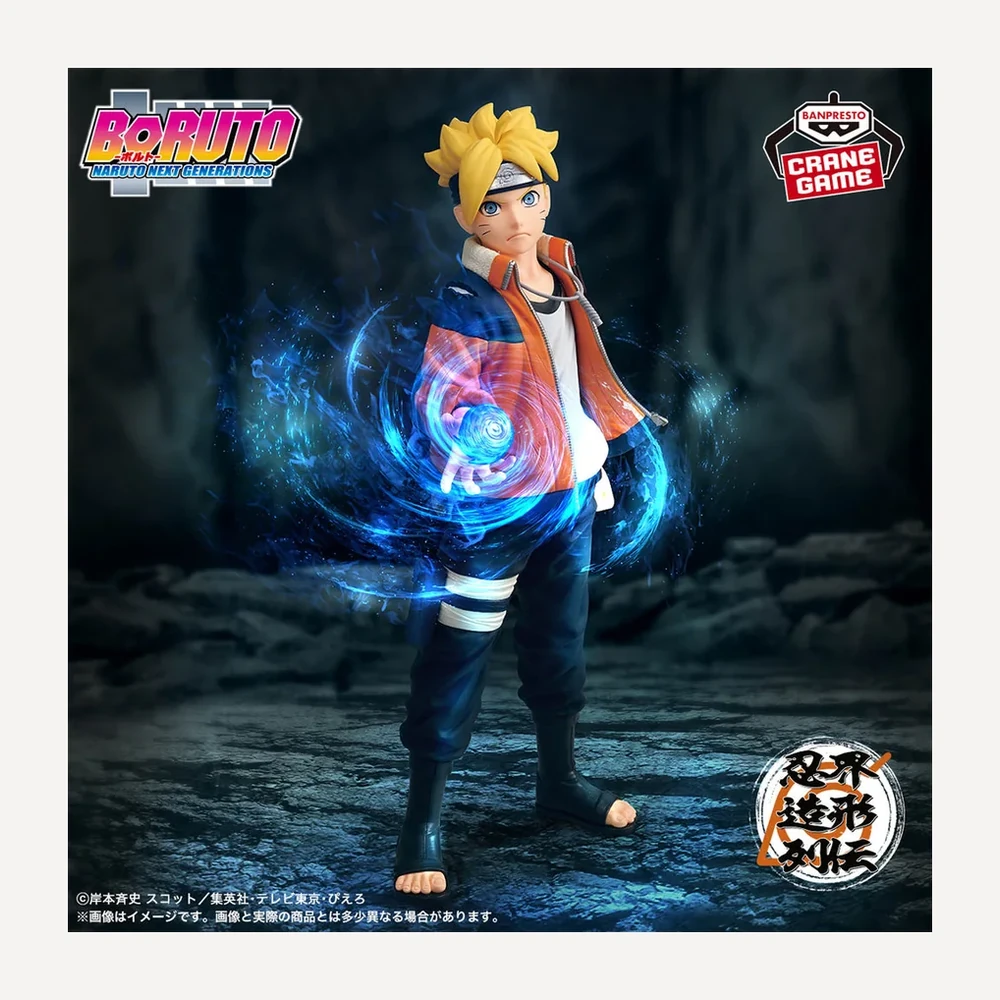 BORUTO
-ボルト-
NARUTO NEXT GENERATIONS
BANPRESTO
CRANE
GAME
忍界
造形
列伝
©岸本斉史 スコット／集英社・テレビ東京・ぴえろ
※画像はイメージです。画像と実際の商品とは多少異なる場合があります。